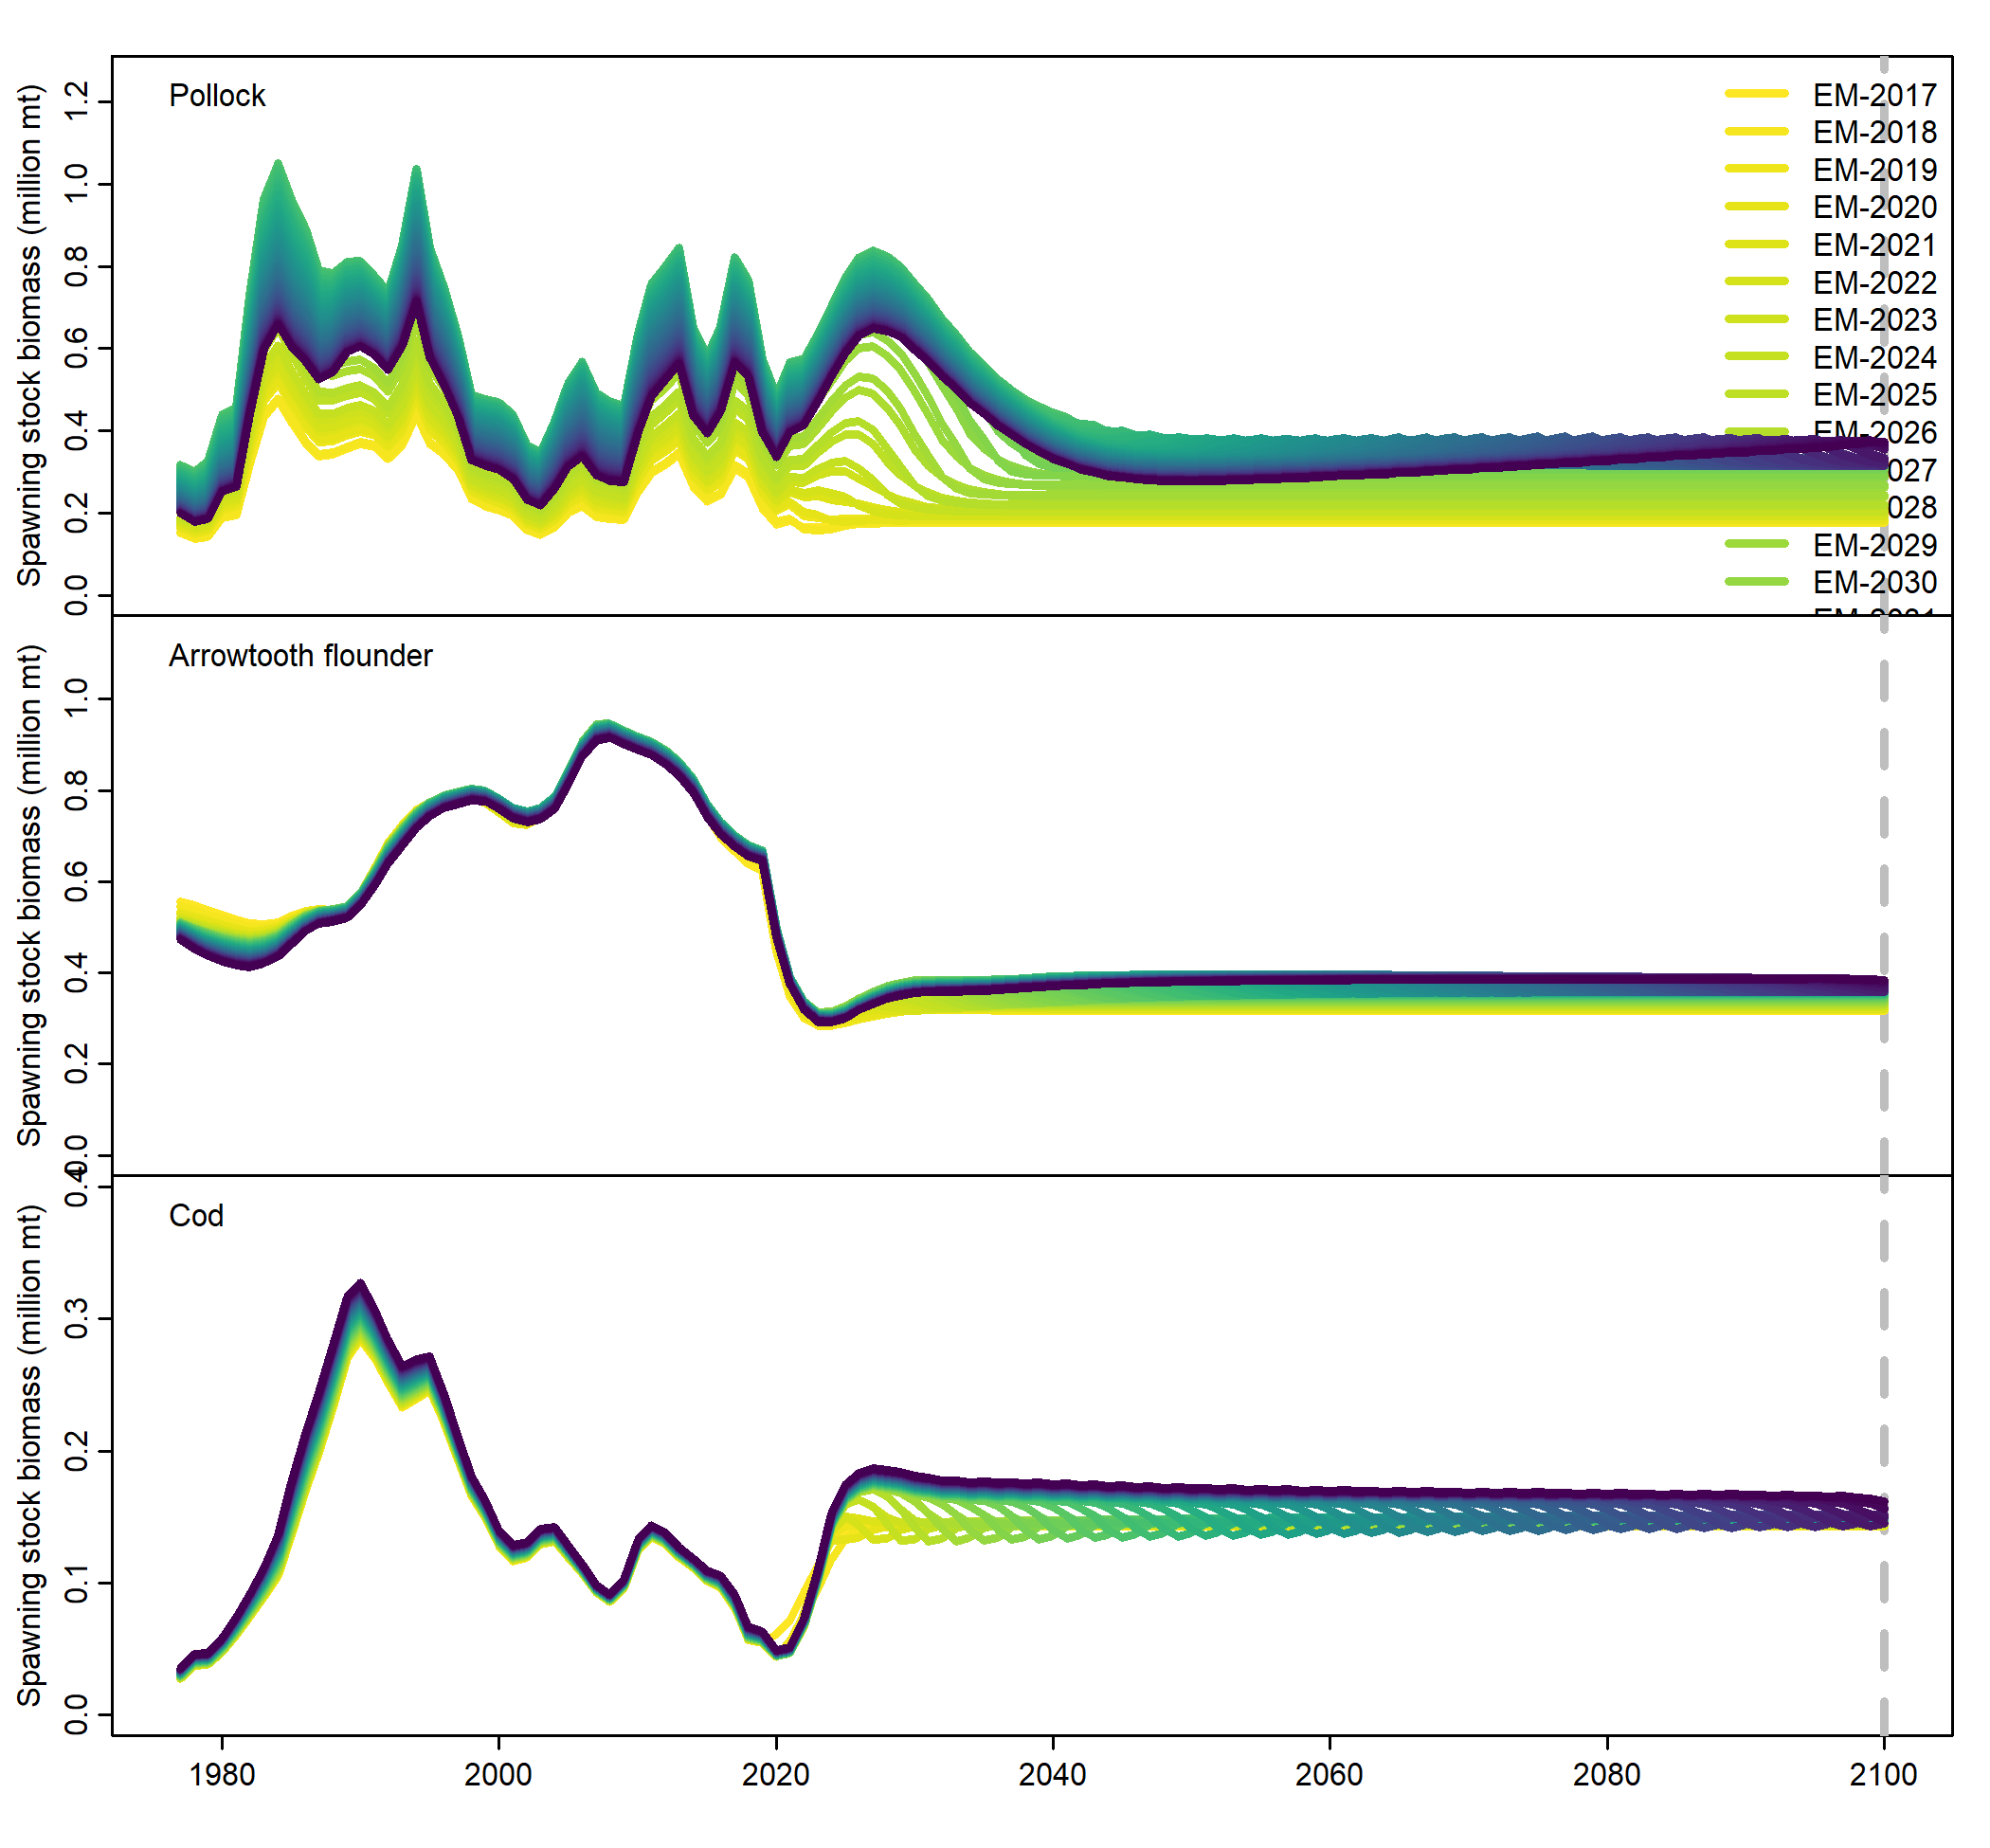 Pollock
Spawning stock biomass (million mt)
1.2
1.0
0.8
0.6
0.4
0.2
0.0
EM-2017
EM-2018
EM-2019
EM-2020
EM-2021
EM-2022
EM-2023
EM-2024
EM-2025
EM-2026
027
028
EM-2029
EM-2030
Arrowtooth flounder
Spawning stock biomass (million mt)
1.0
0.8
0.6
0.4
0.2
0.0
Cod
Spawning stock biomass (million mt)
0.4
0.3
0.2
0.1
0.0
1980 2000 2020 2040 2060 2080 2100